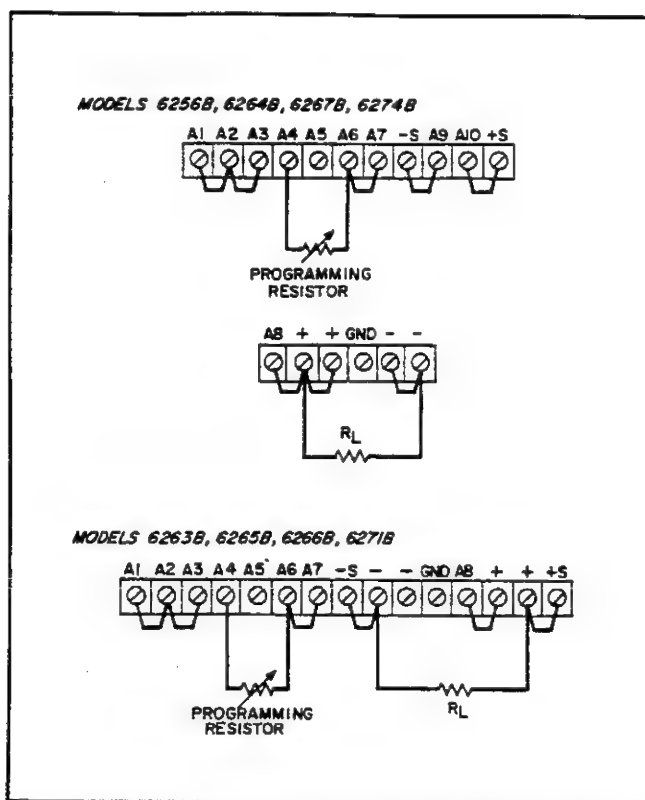 MODELS 6256B, 6264B, 6267B, 6274B
A1 A2 A3 A4 A5 A6 A7 -S A9 A10 +S
PROGRAMMING
RESISTOR
A8 + + GND - -
RL
MODELS 6263B, 6265B, 6266B, 6271B
A1 A2 A3 A4 A5 A6 A7 -S - - GND A8 + + +S
PROGRAMMING
RESISTOR
RL